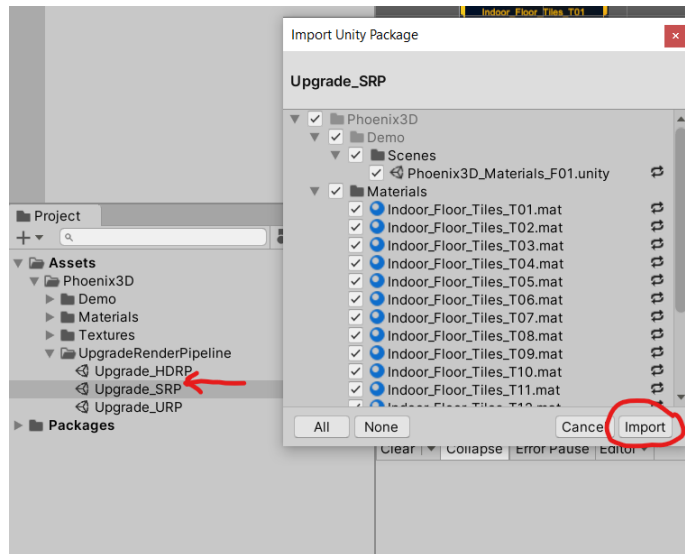 Indoor_Floor_Tiles_T01
Import Unity Package
Upgrade_SRP
Phoenix3D
Demo
Scenes
Phoenix3D_Materials_F01.unity
Materials
Indoor_Floor_Tiles_T01.mat
Indoor_Floor_Tiles_T02.mat
Indoor_Floor_Tiles_T03.mat
Indoor_Floor_Tiles_T04.mat
Indoor_Floor_Tiles_T05.mat
Indoor_Floor_Tiles_T06.mat
Indoor_Floor_Tiles_T07.mat
Indoor_Floor_Tiles_T08.mat
Indoor_Floor_Tiles_T09.mat
Indoor_Floor_Tiles_T10.mat
Indoor_Floor_Tiles_T11.mat
Indoor_Floor_Tiles_T12.mat
All None Cancel Import
Project
Assets
Phoenix3D
Demo
Materials
Textures
UpgradeRenderPipeline
Upgrade_HDRP
Upgrade_SRP
Upgrade_URP
Packages
Clear Collapse Error Pause Editor